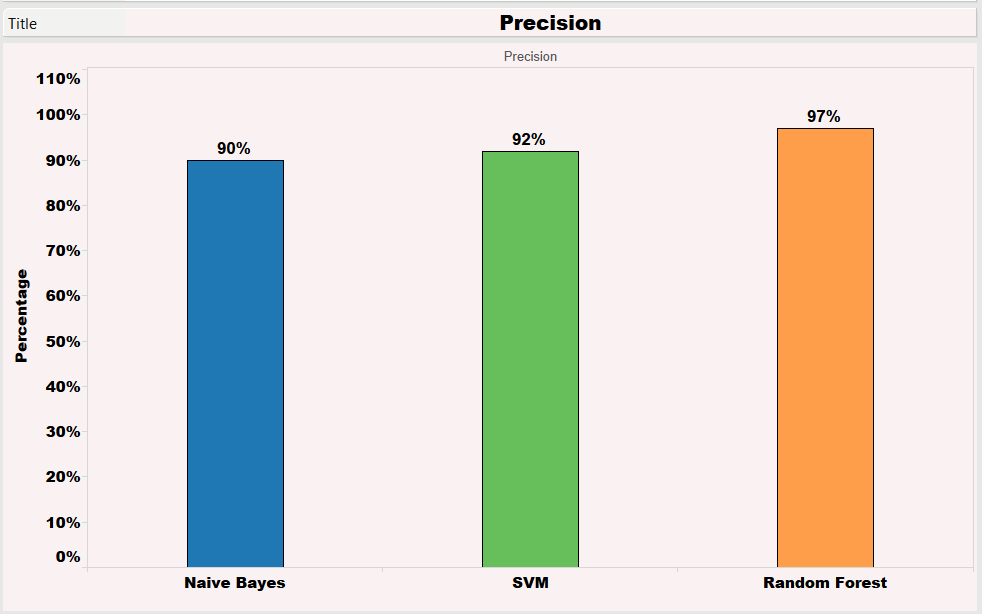 Title
Precision
Precision
110%
100%
90%
80%
70%
60%
50%
40%
30%
20%
10%
0%
Percentage
90%
92%
97%
Naive Bayes
SVM
Random Forest